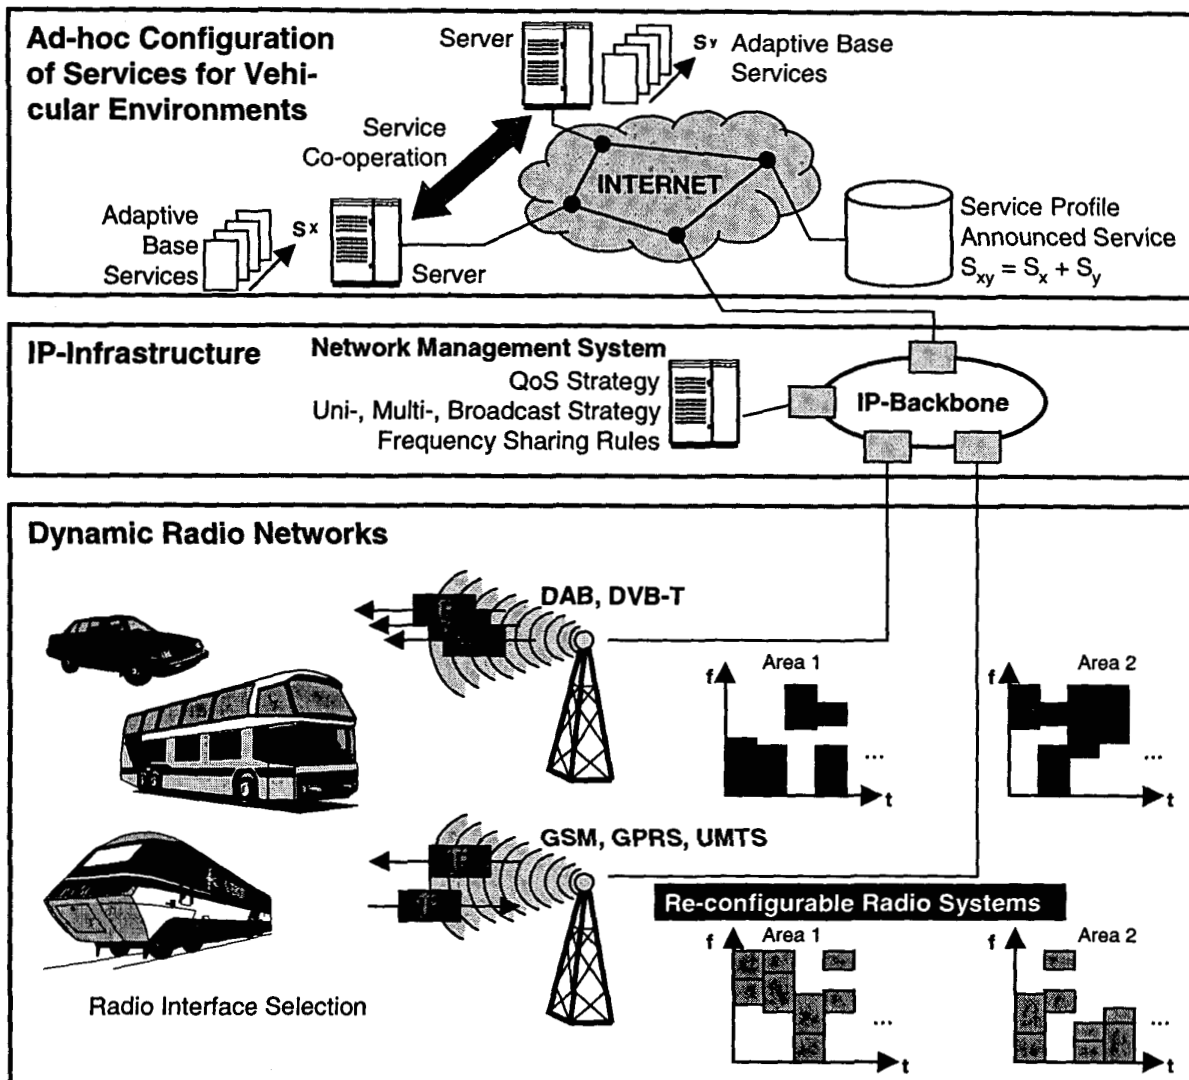 Ad-hoc Configuration
of Services for Vehi-
cular Environments
Server
Sy
Adaptive Base
Services
Service
Co-operation
INTERNET
Adaptive
Base
Services
Sx
Server
Service Profile
Announced Service
Sxy = Sx + Sy
IP-Infrastructure
Network Management System
QoS Strategy
Uni-, Multi-, Broadcast Strategy
Frequency Sharing Rules
IP-Backbone
Dynamic Radio Networks
DAB, DVB-T
f
Area 1
...
t
f
Area 2
...
t
GSM, GPRS, UMTS
Re-configurable Radio Systems
f
Area 1
...
t
f
Area 2
...
t
Radio Interface Selection